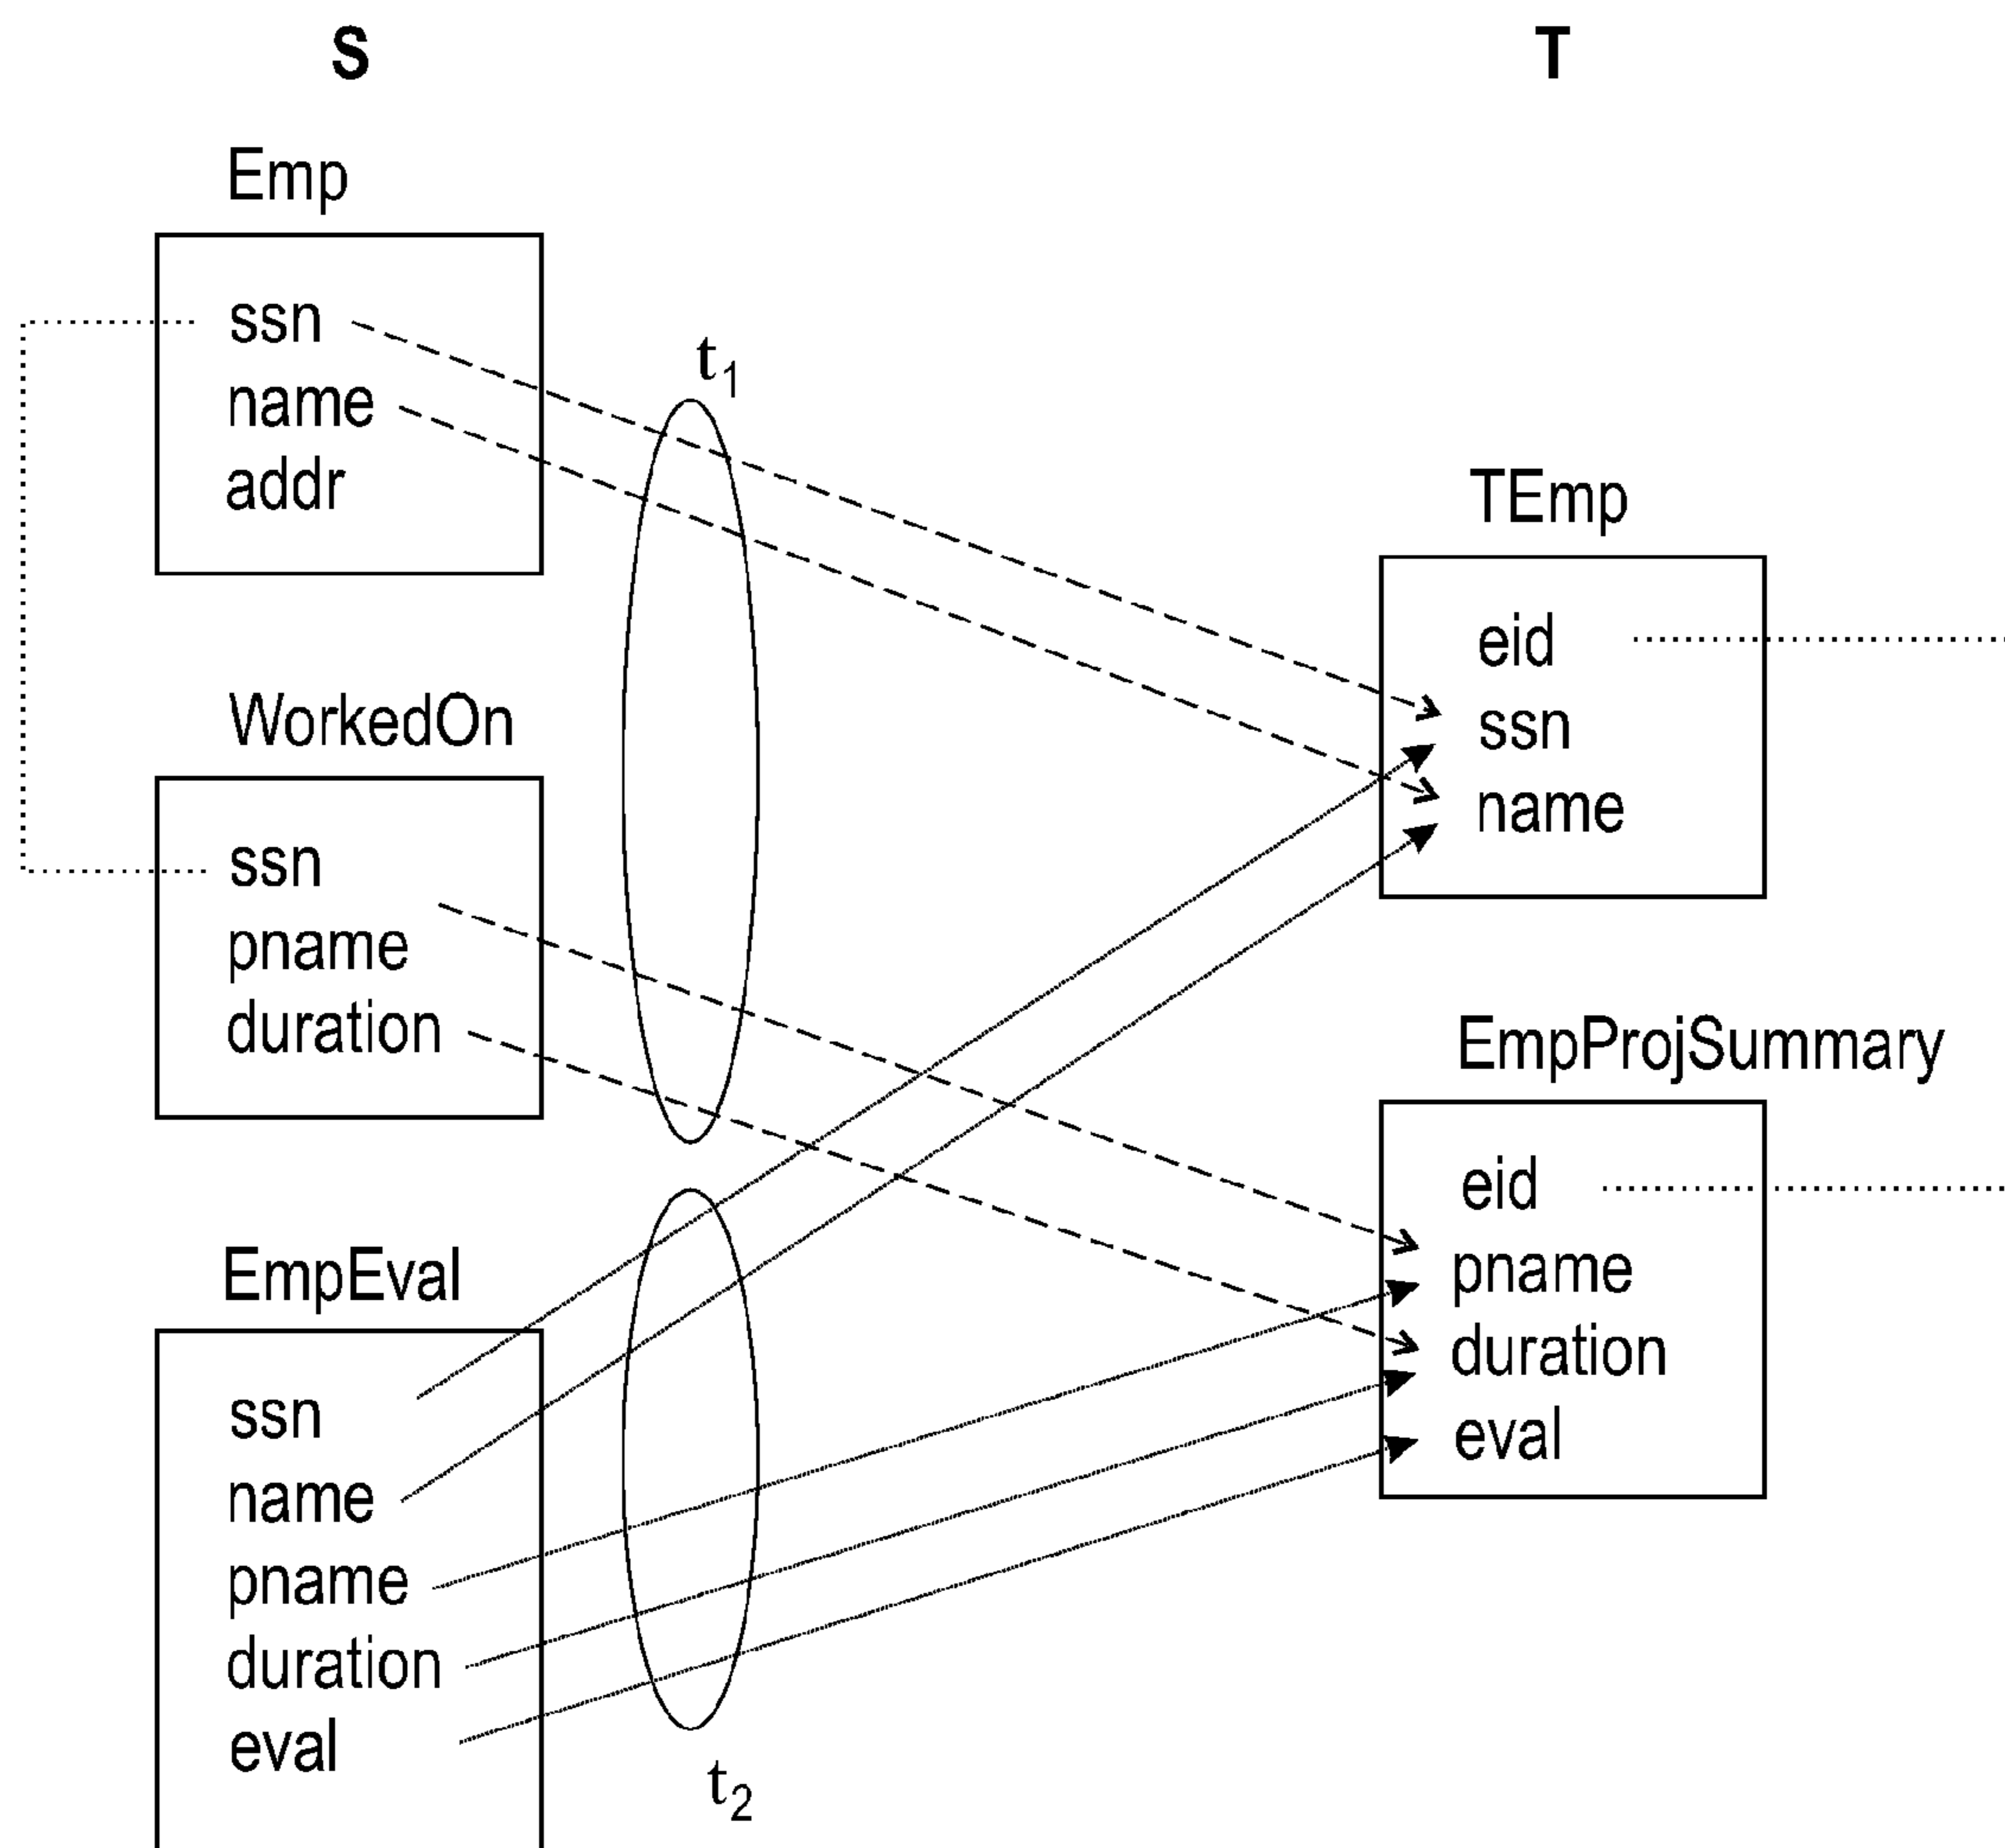 S
T
Emp
ssn
name
addr
t1
WorkedOn
ssn
pname
duration
EmpEval
ssn
name
pname
duration
eval
t2
TEmp
eid
ssn
name
EmpProjSummary
eid
pname
duration
eval